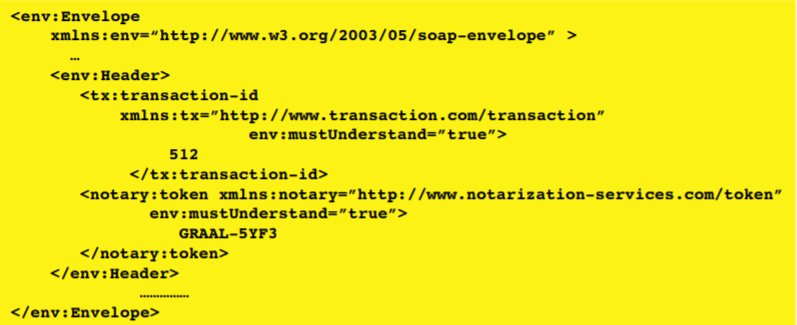 <env:Envelope
xmlns:env=“http://www.w3.org/2003/05/soap-envelope” >
…
<env:Header>
<tx:transaction-id
xmlns:tx=”http://www.transaction.com/transaction”
env:mustUnderstand=”true”>
512
</tx:transaction-id>
<notary:token xmlns:notary=”http://www.notarization-services.com/token”
env:mustUnderstand=”true”>
GRAAL-5YF3
</notary:token>
</env:Header>
……………
</env:Envelope>